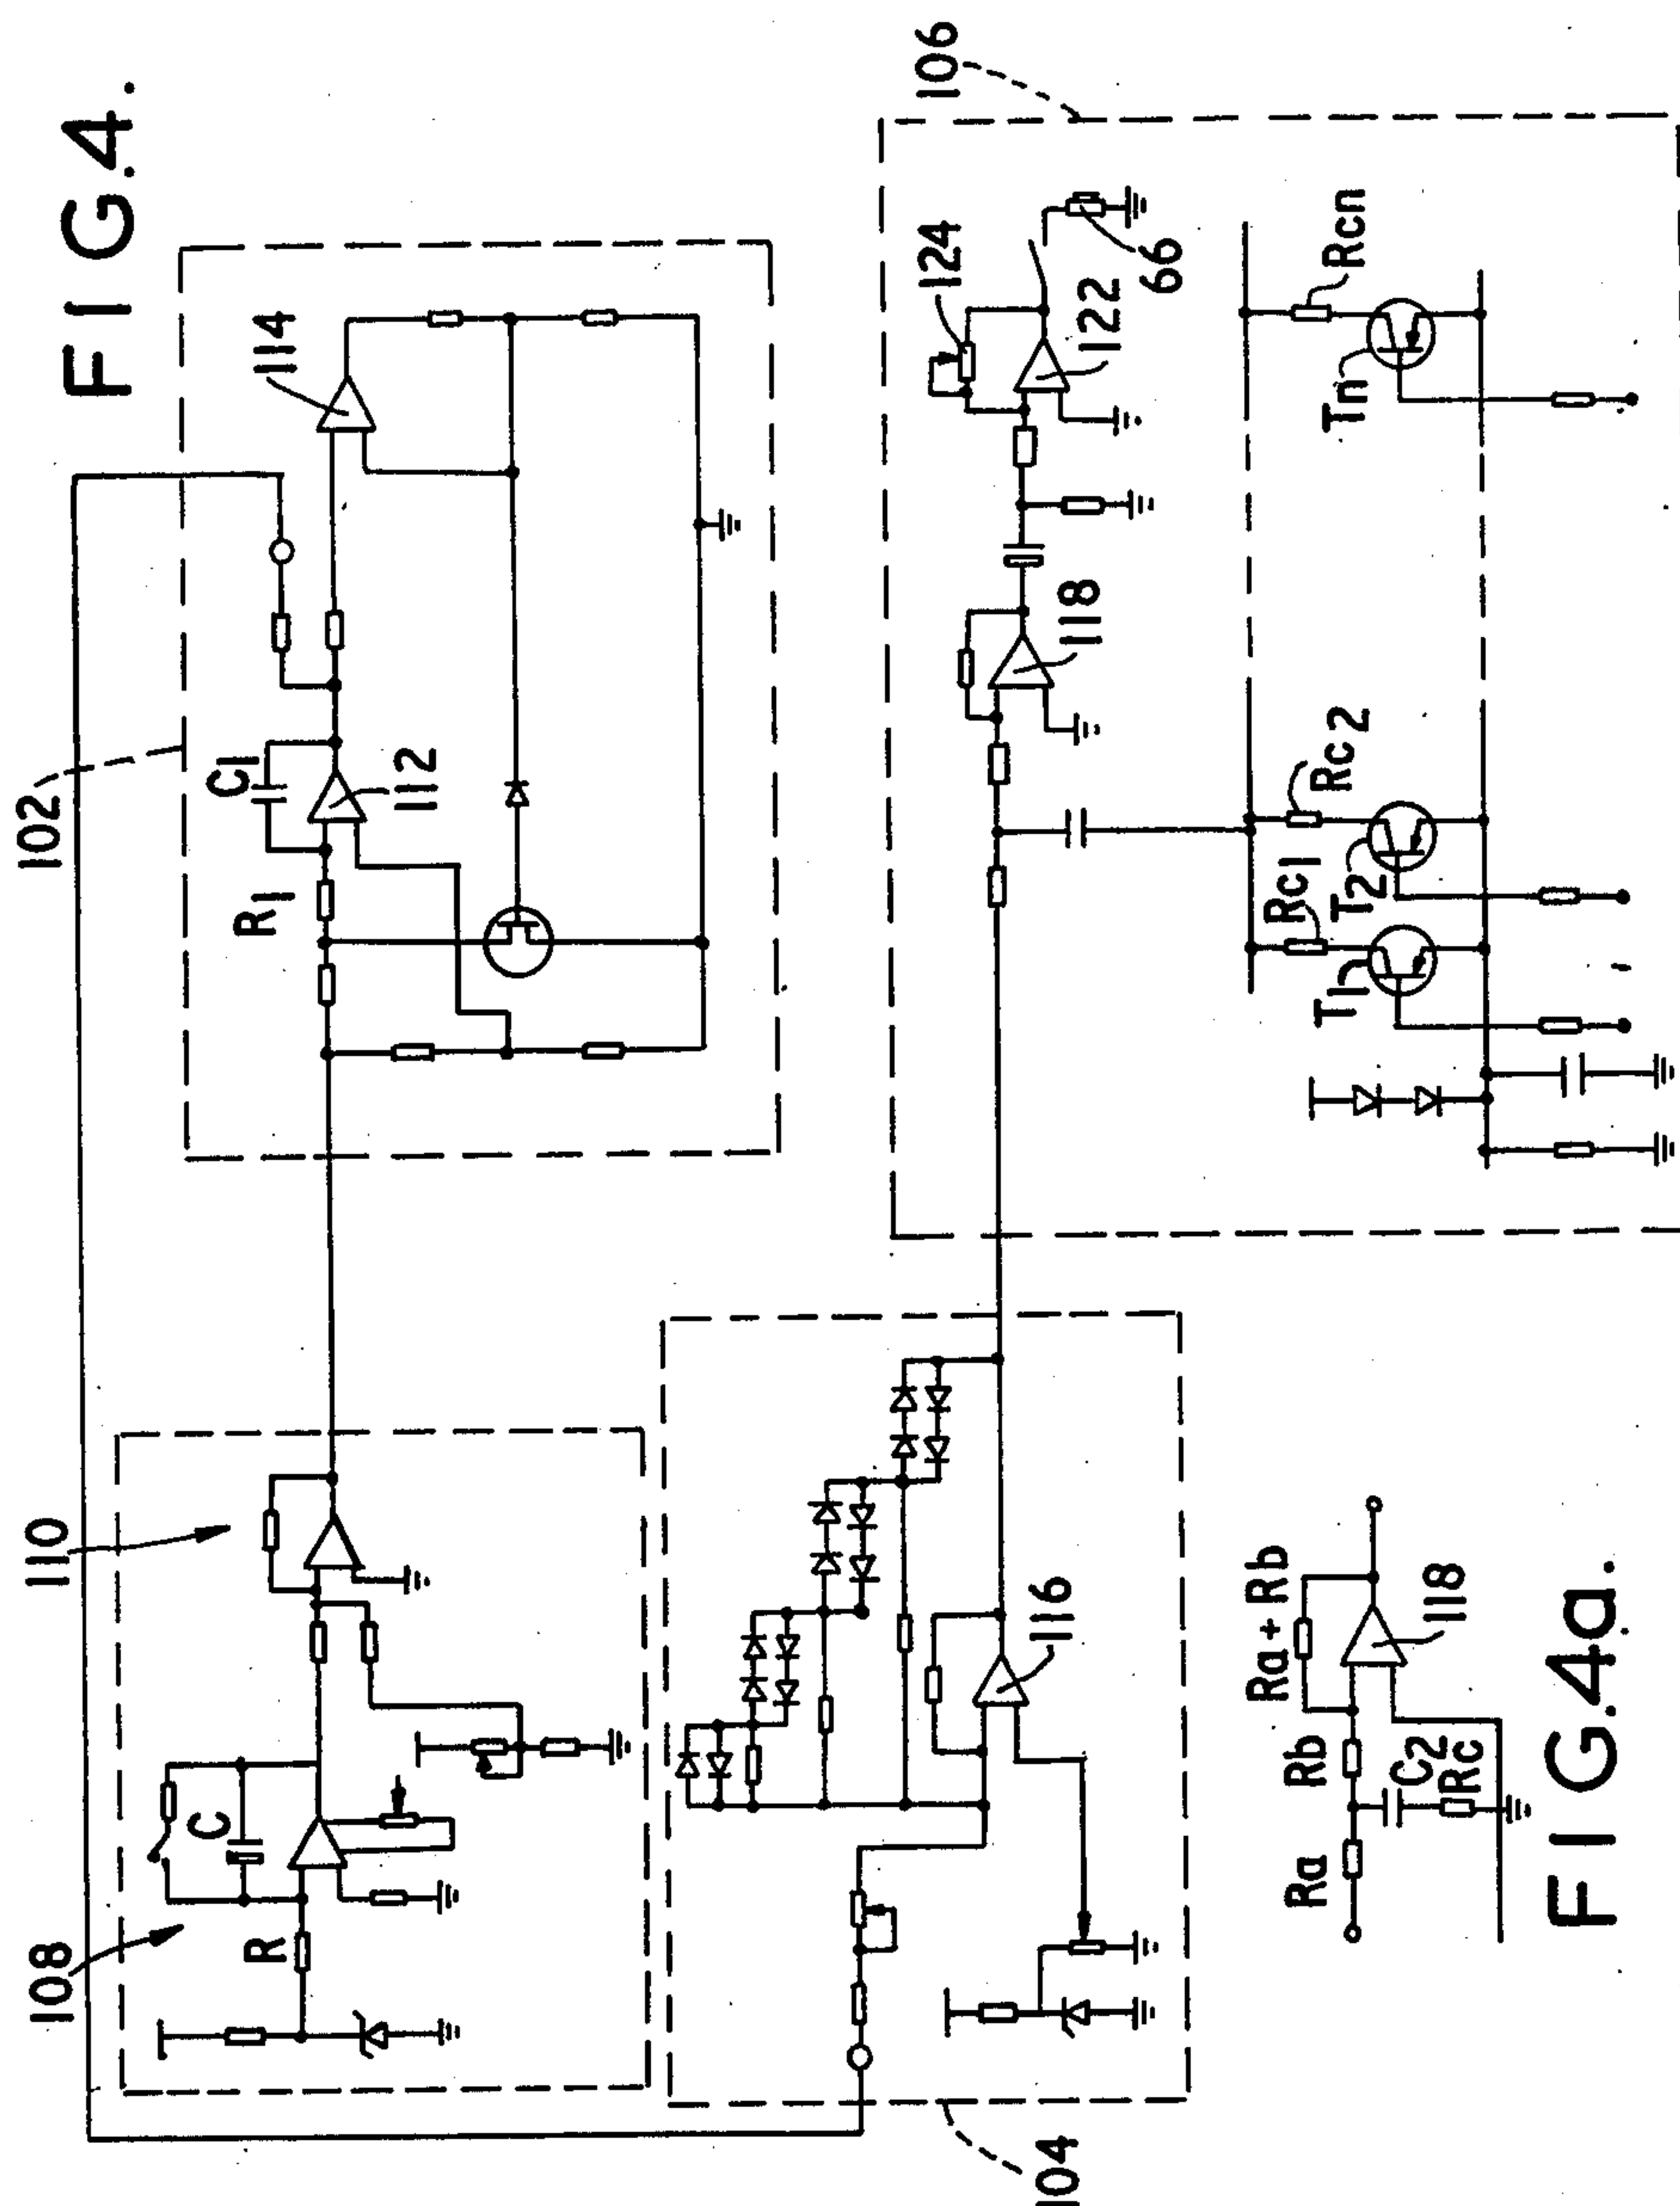 FIG.4.
102
C1
112
R1
114
110
108
R
C
104
116
106
124
122
66
118
Rcn
Tn
Rc2
T2
Rc1
T1
FIG.4a.
Ra
Rb
Ra+Rb
C2
Rc
118